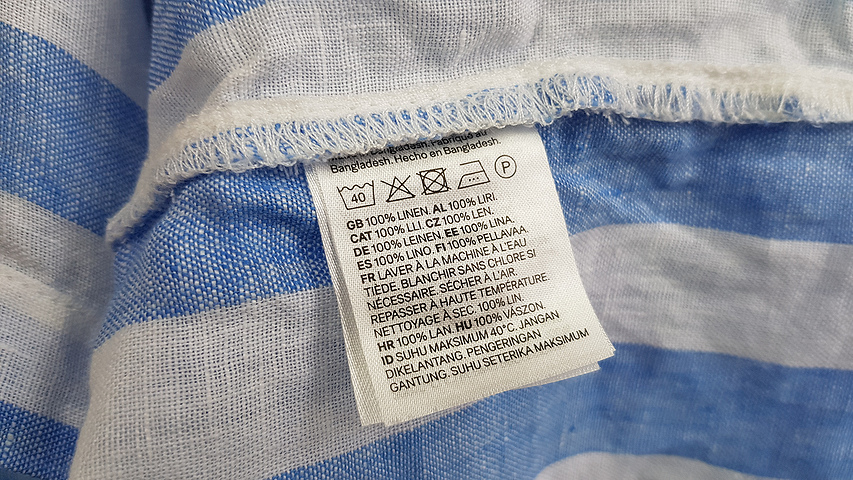 Bangladesh. Fabriqué au
Bangladesh. Hecho en Bangladesh.
40 P
GB 100% LINEN. AL 100% LIRI.
CAT 100% LLI. CZ 100% LEN.
DE 100% LEINEN. EE 100% LINA.
ES 100% LINO. FI 100% PELLAVAA.
FR LAVER À LA MACHINE À L'EAU
TIÈDE. BLANCHIR SANS CHLORE SI
NÉCESSAIRE. SÉCHER À L'AIR.
REPASSER À HAUTE TEMPÉRATURE.
NETTOYAGE À SEC. 100% LIN.
HR 100% LAN. HU 100% VÁSZON.
ID SUHU MAKSIMUM 40°C. JANGAN
DIKELANTANG. PENGERINGAN
GANTUNG. SUHU SETERIKA MAKSIMUM